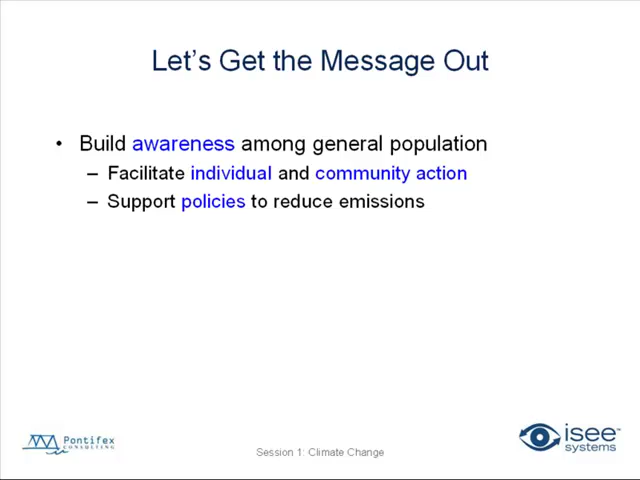 Let's Get the Message Out
• Build awareness among general population
– Facilitate individual and community action
– Support policies to reduce emissions
Pontifex
CONSULTING
Session 1: Climate Change
isee™
systems